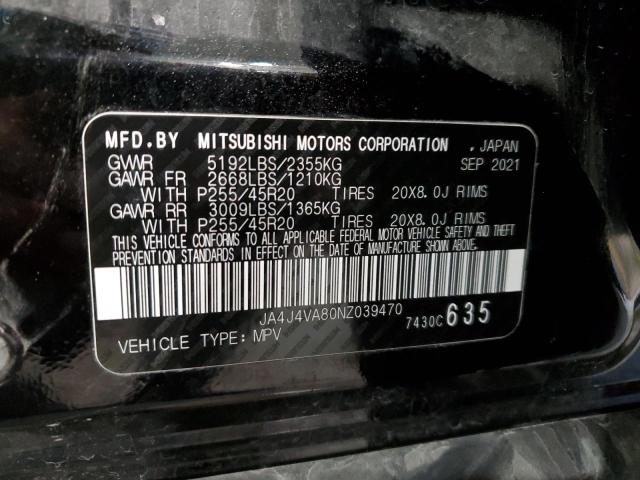 MFD.BY MITSUBISHI MOTORS CORPORATION , JAPAN
GVWR 5192LBS/2355KG SEP 2021
GAWR FR 2668LBS/1210KG
WITH P255/45R20 TIRES 20X8.0J RIMS
GAWR RR 3009LBS/1365KG
WITH P255/45R20 TIRES 20X8.0J RIMS
THIS VEHICLE CONFORMS TO ALL APPLICABLE FEDERAL MOTOR VEHICLE SAFETY AND THEFT
PREVENTION STANDARDS IN EFFECT ON THE DATE OF MANUFACTURE SHOWN ABOVE.
JA4J4VA80NZ039470
VEHICLE TYPE: MPV 7430C635